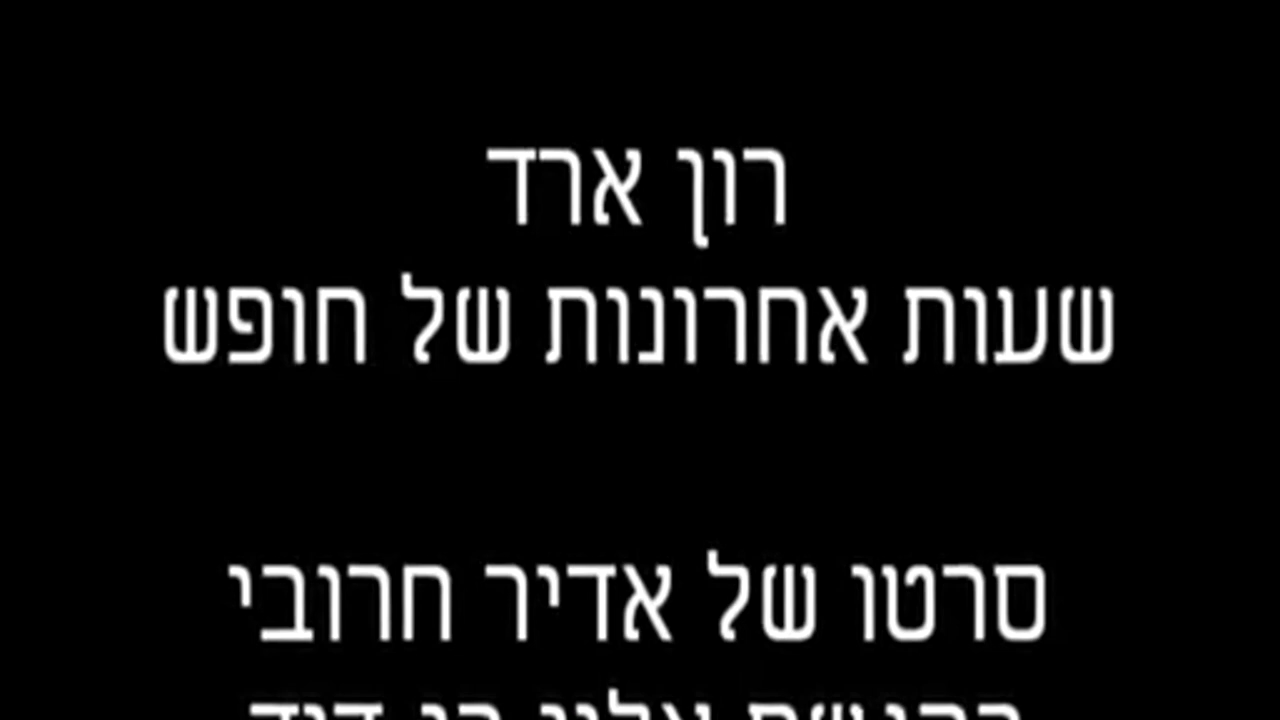 רון ארד
שעות אחרונות של חופש
סרטו של אדיר חרובי